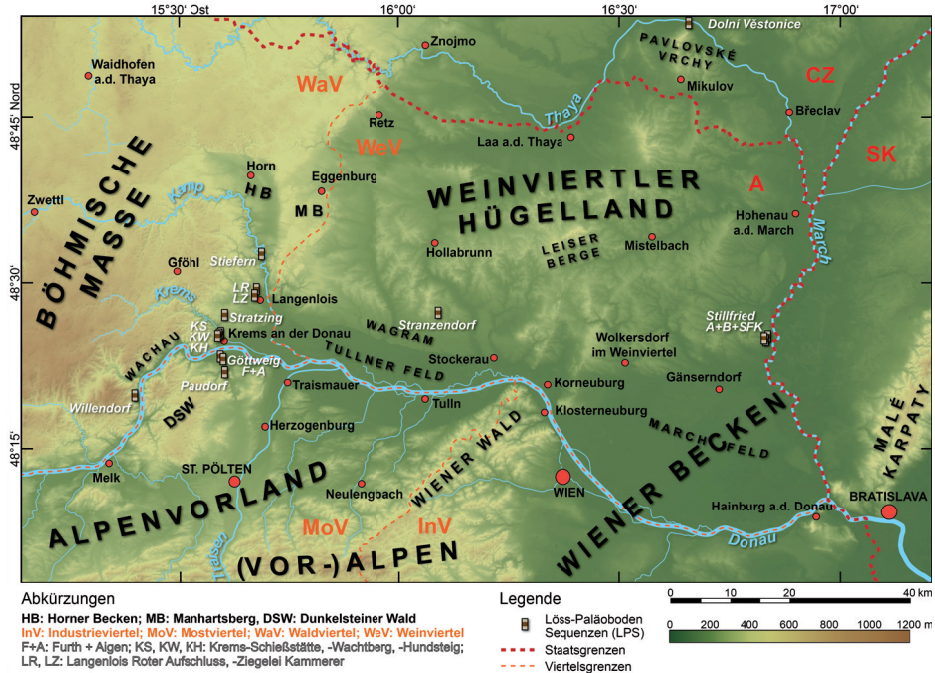 15°30' Ost
16°00'
16°30'
17°00'
48°45' Nord
48°30'
48°15'
Dolní Věstonice
Znojmo
PAVLOVSKÉ
VRCHY
Waidhofen
a.d. Thaya
WaV
CZ
Mikulov
Thaya
Břeclav
Retz
WeV
Laa a.d. Thaya
SK
BÖHMISCHE
MASSE
Horn
HB
Eggenburg
MB
WEINVIERTLER
HÜGELLAND
A
Kamp
Zwettl
Hohenau
a.d. March
March
Hollabrunn
LEISER
BERGE
Mistelbach
Stiefern
Gföhl
LR
LZ
Langenlois
Krems
Stratzing
Stranzendorf
Stillfried
A+B+SFK
KS
KW
KH
Krems an der Donau
WAGRAM
Wolkersdorf
im Weinviertel
WACHAU
Göttweig
F+A
TULLNER FELD
Stockerau
Paudorf
Traismauer
Korneuburg
Gänserndorf
Willendorf
DSW
Tulln
Klosterneuburg
Herzogenburg
MARCHFELD
WIENER BECKEN
MALÉ
KARPATY
WIENER WALD
Melk
ST. PÖLTEN
ALPENVORLAND
Neulengbach
WIEN
BRATISLAVA
Hainburg a.d. Donau
Donau
Traisen
MoV
InV
(VOR-)ALPEN
Abkürzungen
HB: Horner Becken; MB: Manhartsberg, DSW: Dunkelsteiner Wald
InV: Industrieviertel; MoV: Mostviertel; WaV: Waldviertel; WeV: Weinviertel
F+A: Furth + Aigen; KS, KW, KH: Krems-Schießstätte, -Wachtberg, -Hundsteig;
LR, LZ: Langenlois Roter Aufschluss, -Ziegelei Kammerer
Legende
Löss-Paläoboden
Sequenzen (LPS)
Staatsgrenzen
Viertelsgrenzen
0 10 20 40 km
200 400 600 800 1000 1200 m